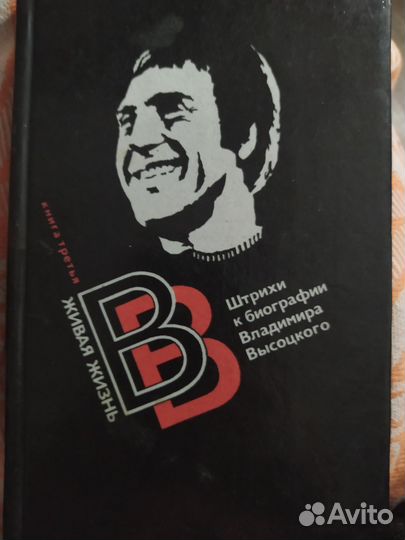 книга третья
ЖИВАЯ ЖИЗНЬ
ВВ
Штрихи
к биографии
Владимира
Высоцкого
Avito